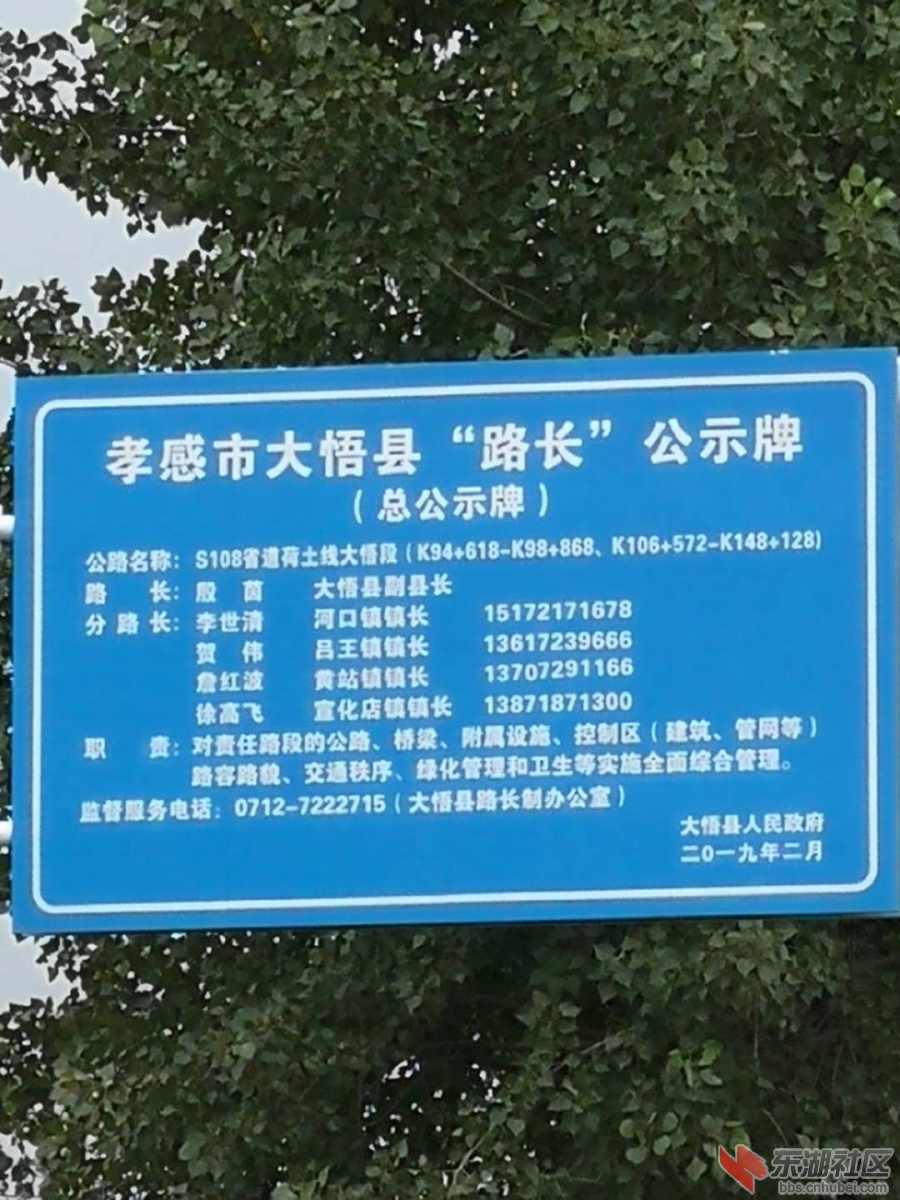 孝感市大悟县“路长”公示牌
（总公示牌）
公路名称：S108省道荷土线大悟段（K94+618-K98+868、K106+572-K148+128）
路 长：殷 茵 大悟县副县长
分路长：李世清 河口镇镇长 15172171678
贺 伟 吕王镇镇长 13617239666
詹红波 黄站镇镇长 13707291166
徐高飞 宣化店镇镇长 13871871300
职 责：对责任路段的公路、桥梁、附属设施、控制区（建筑、管网等）
路容路貌、交通秩序、绿化管理和卫生等实施全面综合管理。
监督服务电话：0712-7222715（大悟县路长制办公室）
大悟县人民政府
二0一九年二月
东湖社区
bbs.cnhubei.com